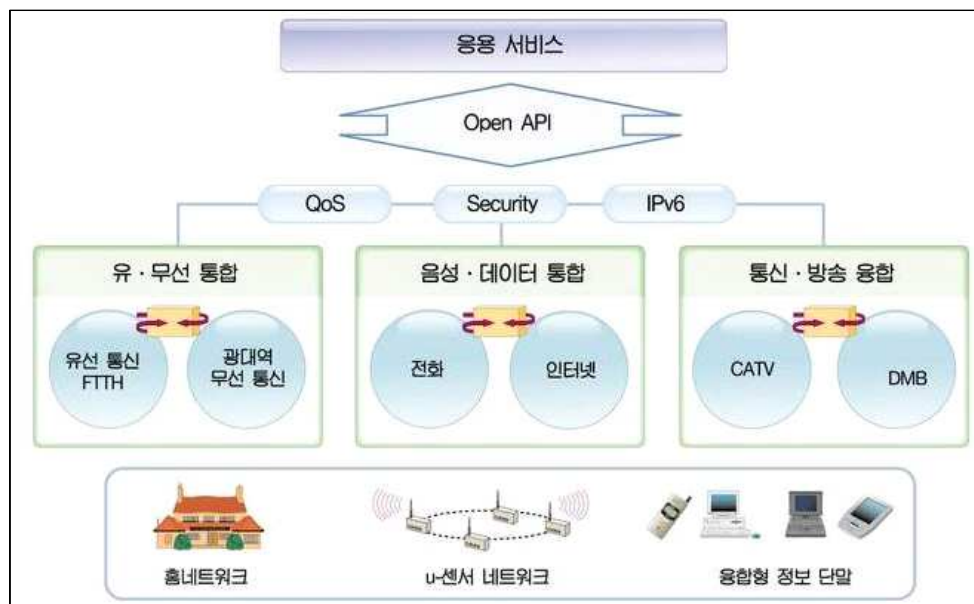 응용 서비스
Open API
QoS
Security
IPv6
유 · 무선 통합
음성 · 데이터 통합
통신 · 방송 융합
유선 통신
FTTH
광대역
무선 통신
전화
인터넷
CATV
DMB
홈네트워크
u-센서 네트워크
융합형 정보 단말